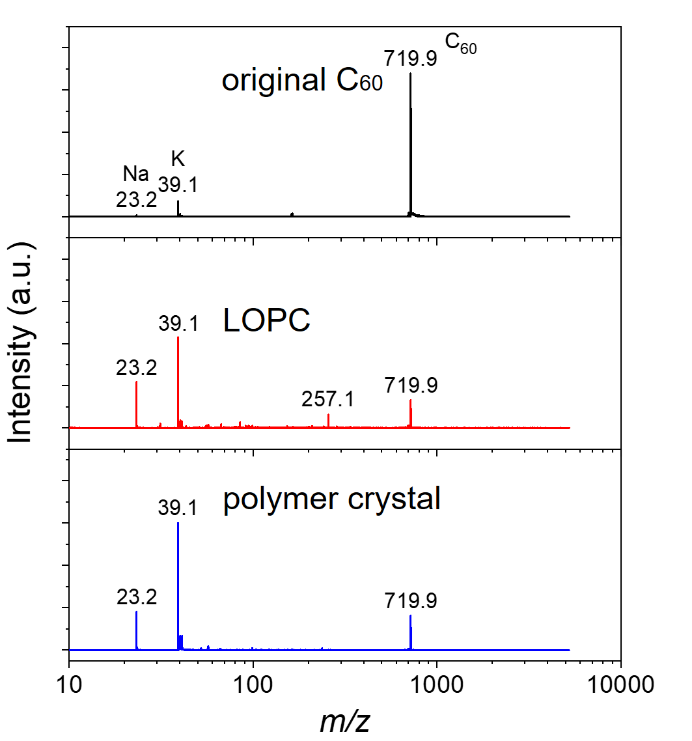 C60
719.9
original C60
K
Na
39.1
23.2
Intensity (a.u.)
39.1
LOPC
23.2
719.9
257.1
polymer crystal
39.1
23.2
719.9
10 100 1000 10000
m/z